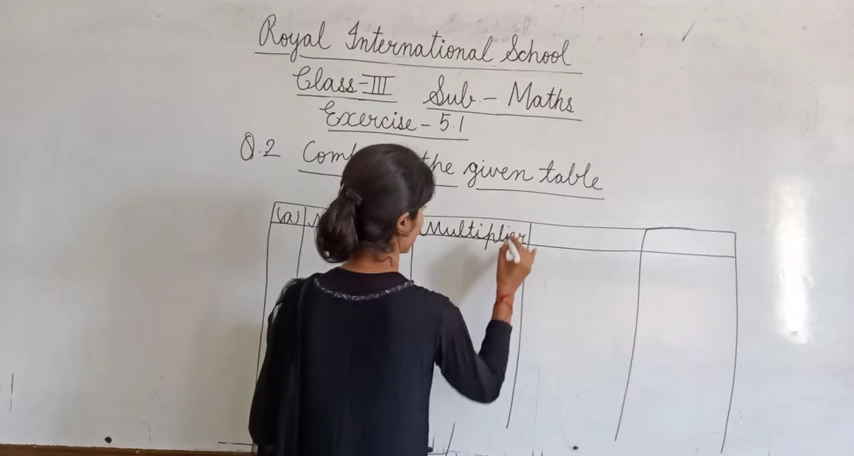 Royal International School
Class-III Sub.- Maths
Exercise - 5.1
Q.2 the given table
(a) Multiplier